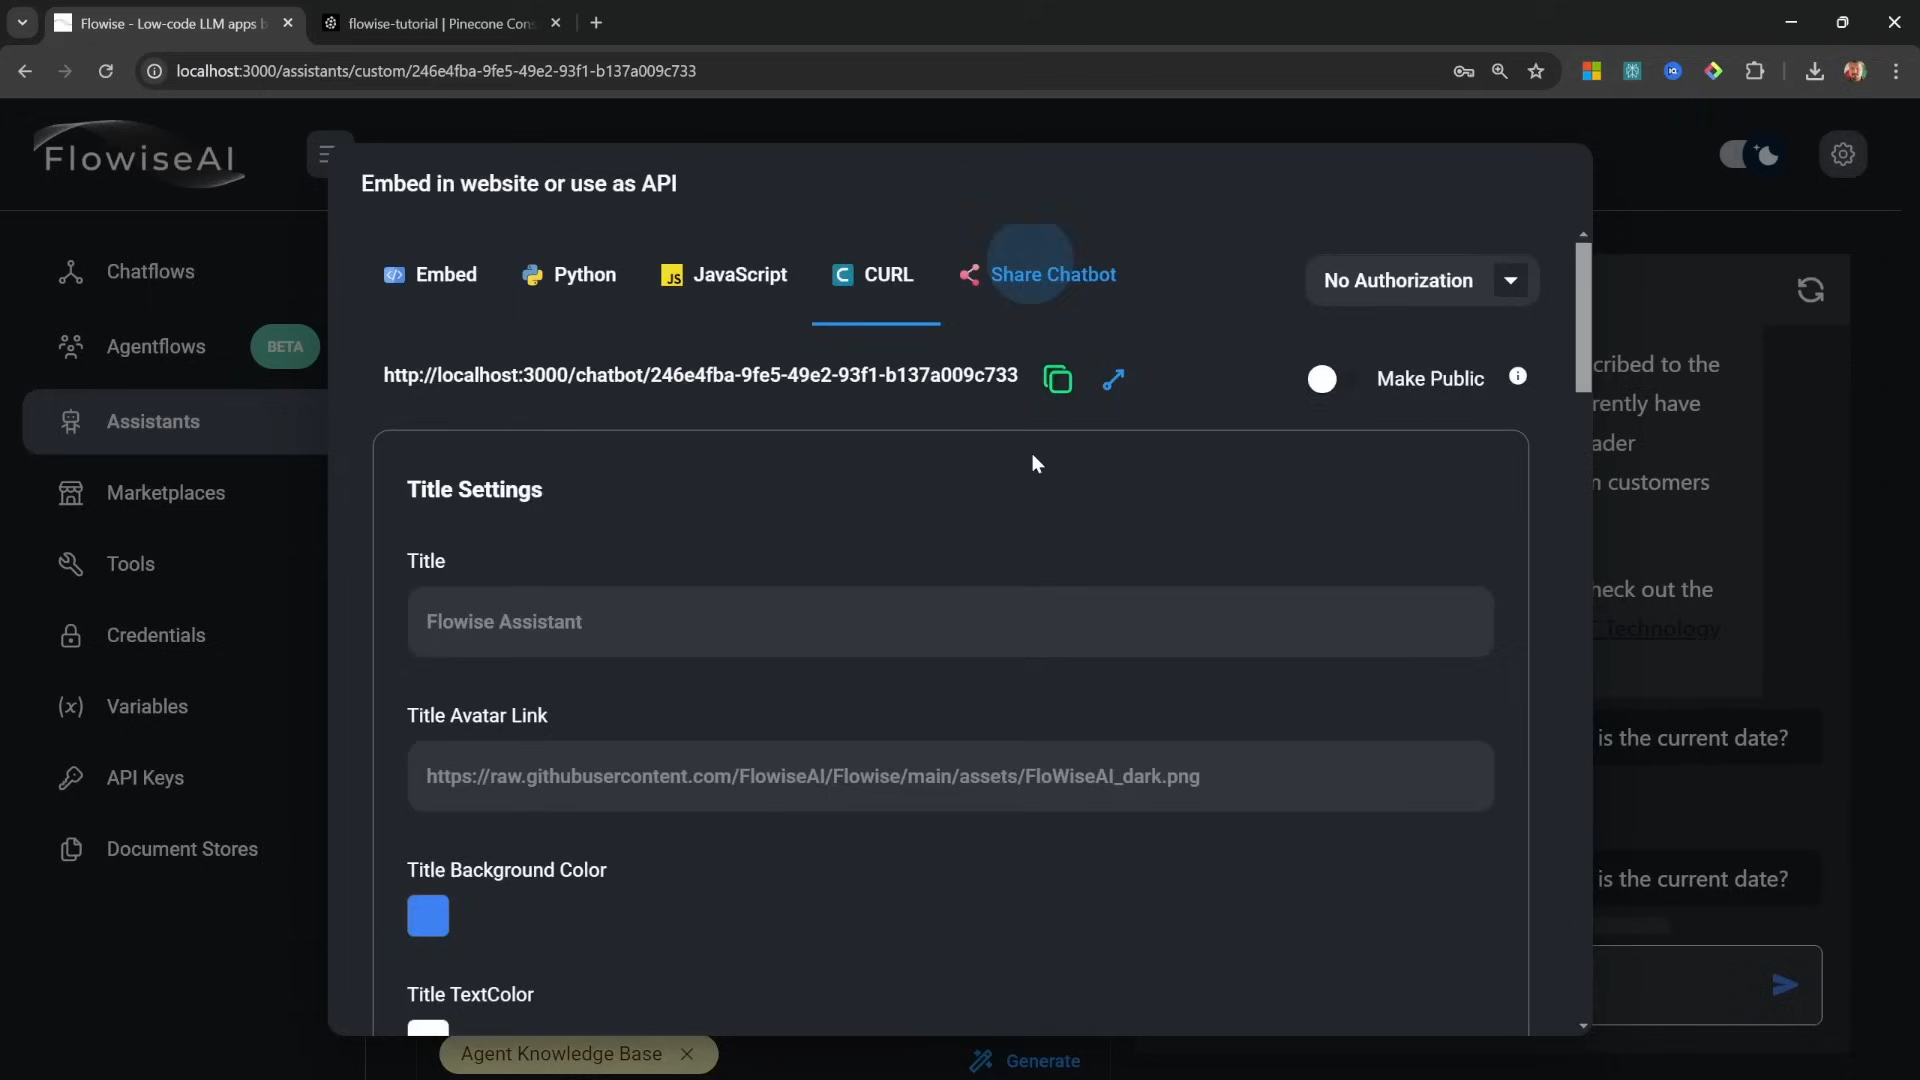 Flowise - Low-code LLM apps b
flowise-tutorial | Pinecone Con
localhost:3000/assistants/custom/246e4fba-9fe5-49e2-93f1-b137a009c733
FlowiseAI
Embed in website or use as API
Embed
Python
JS
JavaScript
C
CURL
Share Chatbot
No Authorization
http://localhost:3000/chatbot/246e4fba-9fe5-49e2-93f1-b137a009c733
Make Public
Chatflows
Agentflows
BETA
Assistants
Marketplaces
Tools
Credentials
Variables
API Keys
Document Stores
Title Settings
Title
Flowise Assistant
Title Avatar Link
https://raw.githubusercontent.com/FlowiseAI/Flowise/main/assets/FloWiseAI_dark.png
Title Background Color
Title TextColor
cribed to the
rently have
ader
customers
heck out the
Technology
is the current date?
is the current date?
Agent Knowledge Base
Generate